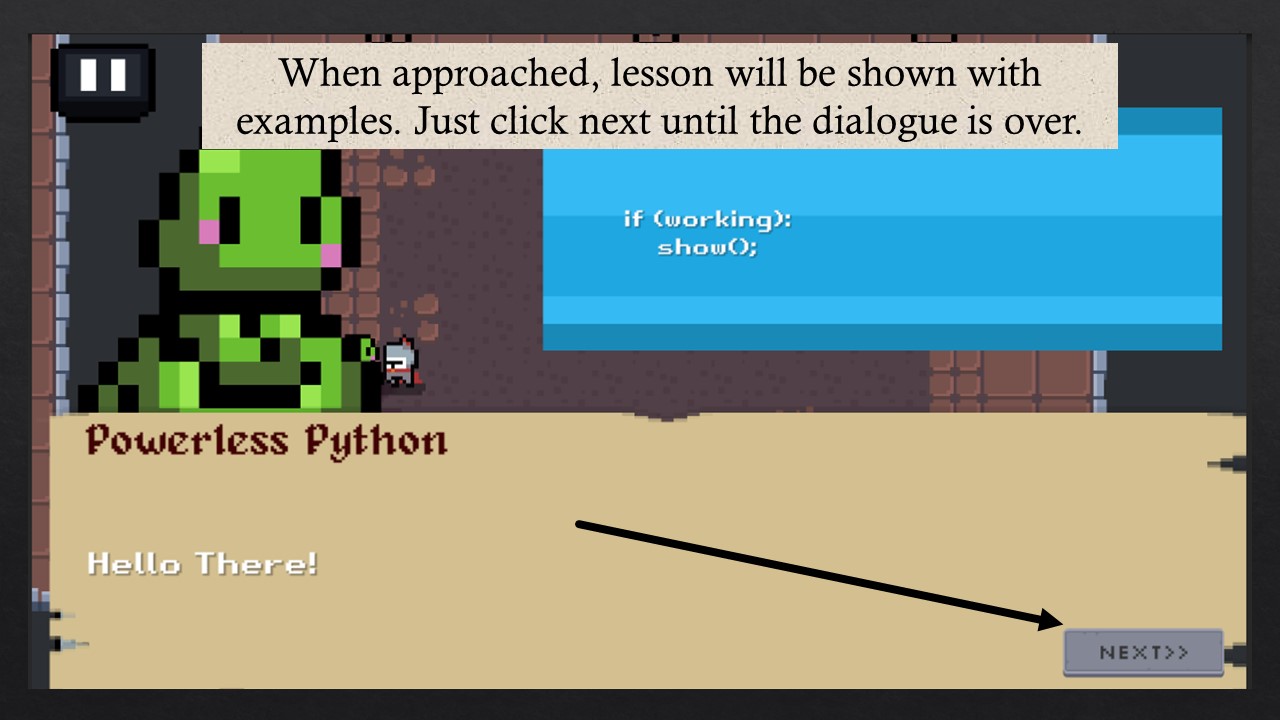 When approached, lesson will be shown with
examples. Just click next until the dialogue is over.
if (working):
show();
Powerless Python
Hello There!
NEXT>>